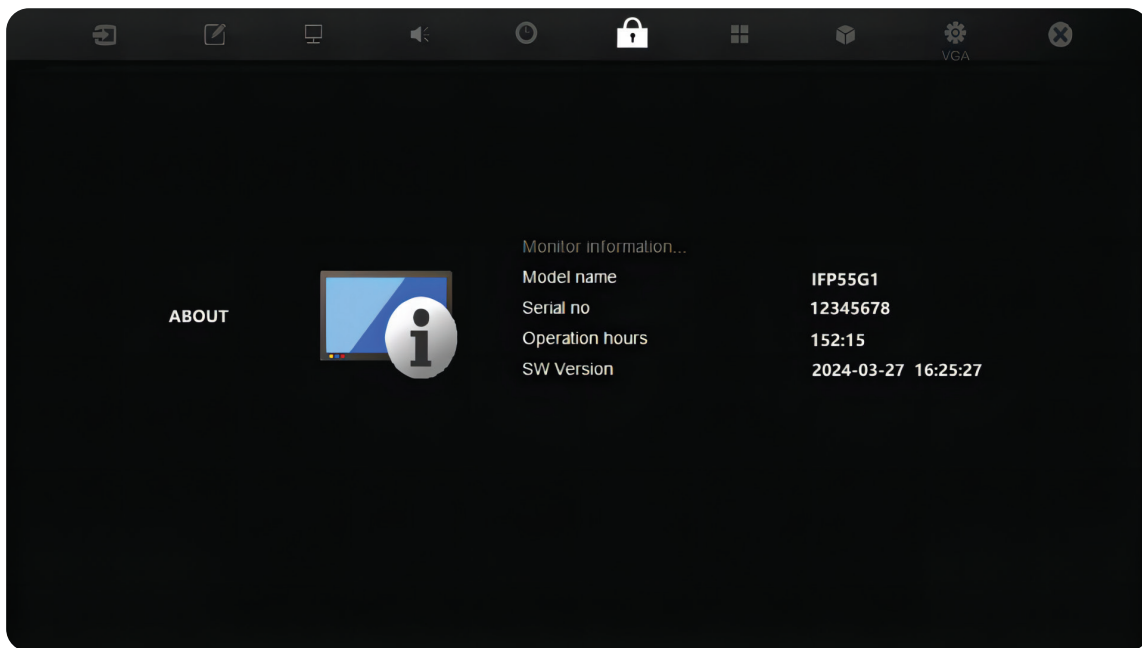 VGA
Monitor information...
Model name IFP55G1
ABOUT
Serial no 12345678
Operation hours 152:15
SW Version 2024-03-27 16:25:27